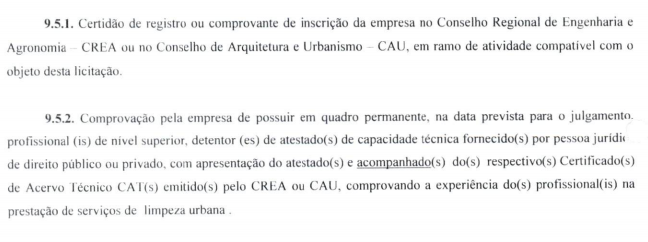 9.5.1. Certidão de registro ou comprovante de inscrição da empresa no Conselho Regional de Engenharia e
Agronomia – CREA ou no Conselho de Arquitetura e Urbanismo – CAU, em ramo de atividade compatível com o
objeto desta licitação.
9.5.2. Comprovação pela empresa de possuir em quadro permanente, na data prevista para o julgamento.
profissional (is) de nível superior, detentor (es) de atestado(s) de capacidade técnica fornecido(s) por pessoa
de direito público ou privado, com apresentação do atestado(s) e acompanhado(s) do(s) respectivo(s) Certificado(s)
de Acervo Técnico CAT(s) emitido(s) pelo CREA ou CAU, comprovando a experiência do(s) profissional(is) na
prestação de serviços de limpeza urbana .